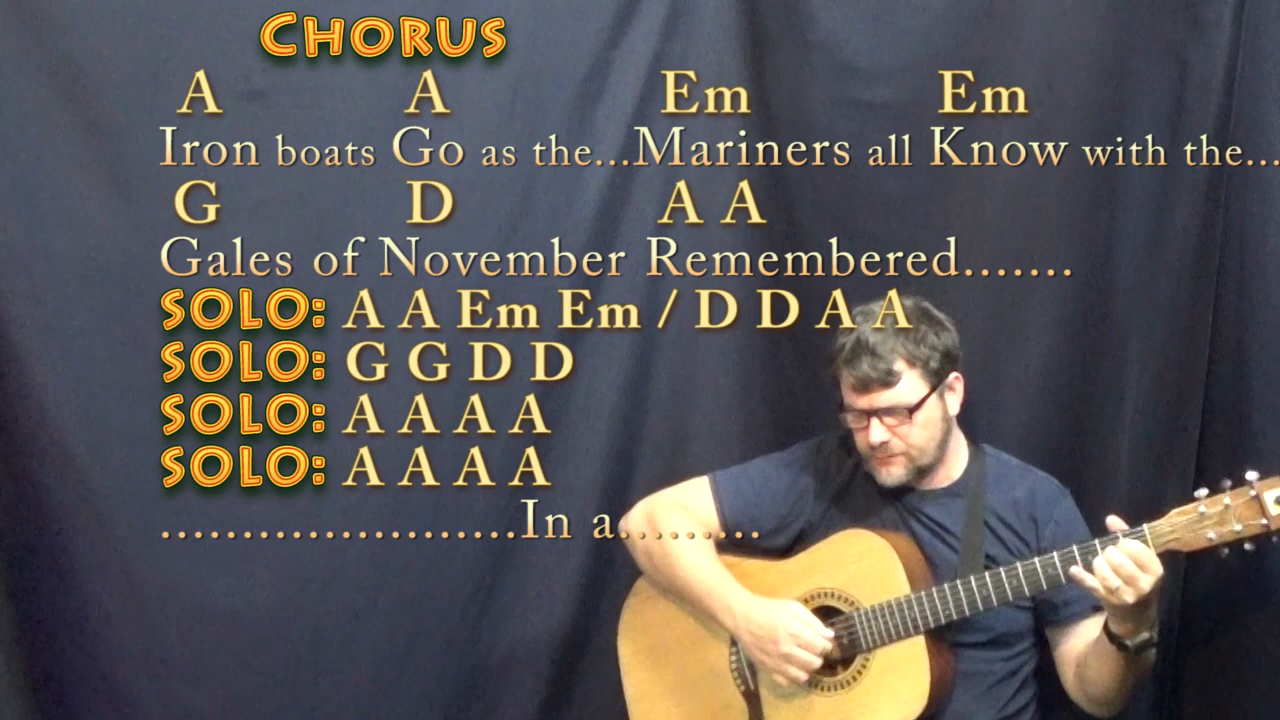 CHORUS
A A Em Em
Iron boats Go as the...Mariners all Know with the...
G D A A
Gales of November Remembered.......
SOLO: A A Em Em / D D A A
SOLO: G G D D
SOLO: A A A A
SOLO: A A A A
......................In a.........